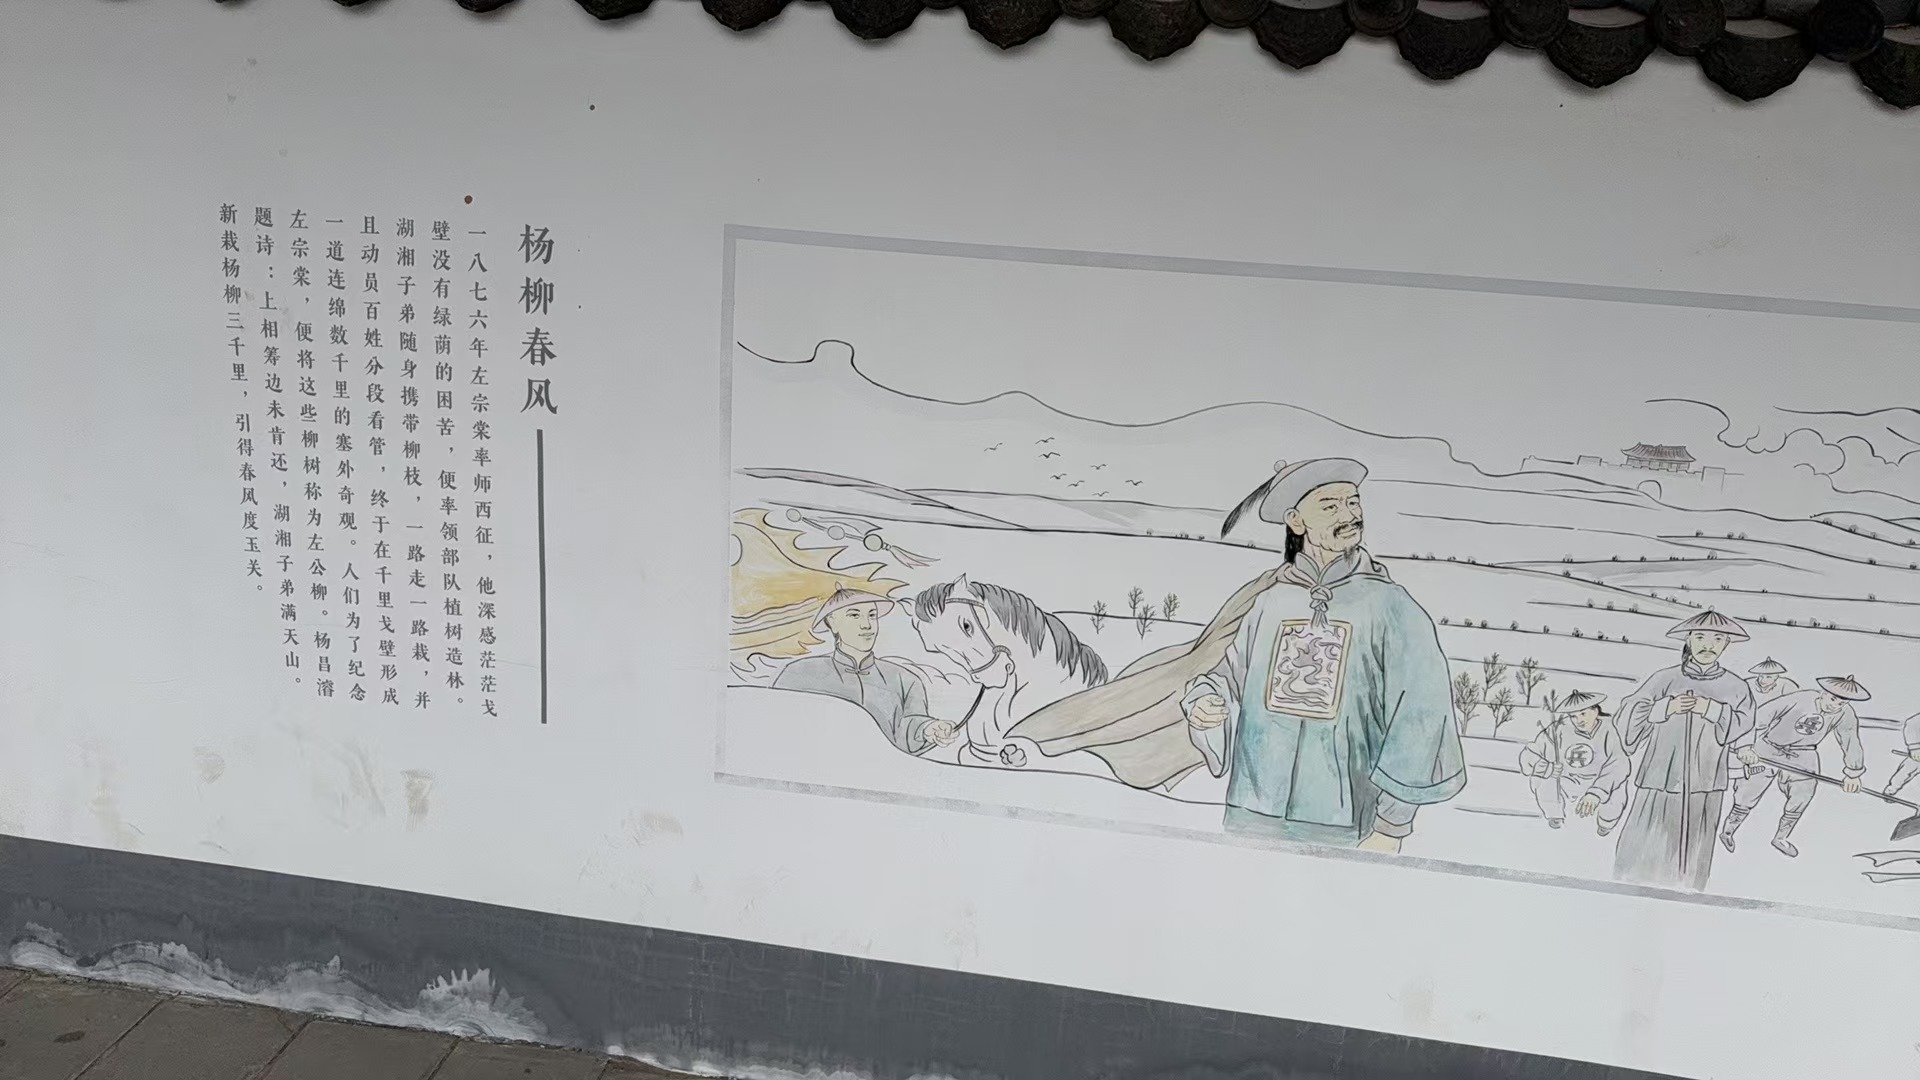 杨柳春风
一八七六年左宗棠率师西征，他深感茫茫戈
壁没有绿荫的困苦，便率领部队植树造林。
湖湘子弟随身携带柳枝，一路走一路栽，并
且动员百姓分段看管，终于在千里戈壁形成
一道连绵数千里的塞外奇观。人们为了纪念
左宗棠，便将这些柳树称为左公柳。杨昌溶
题诗：上相筹边未肯还，湖湘子弟满天山。
新栽杨柳三千里，引得春风度玉关。